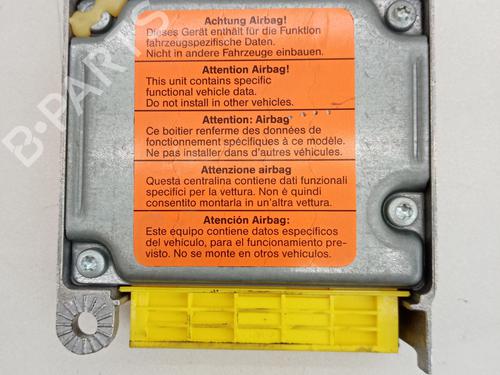 Achtung Airbag!
Dieses Gerät enthält für die Funktion
fahrzeugspezifische Daten.
Nicht in andere Fahrzeuge einbauen.
Attention Airbag!
This unit contains specific
functional vehicle data.
Do not install in other vehicles.
Attention: Airbag
Ce boitier renferme des données de
fonctionnement spécifiques à ce modèle.
Ne pas installer dans d'autres véhicules.
Attenzione airbag
Questa centralina contiene dati funzionali
specifici per la vettura. Non è quindi
consentito montarla in un'altra vettura.
Atención Airbag:
Este equipo contiene datos específicos
del vehículo, para el funcionamiento pre-
visto. No se monte en otros vehículos.
B-PARTS